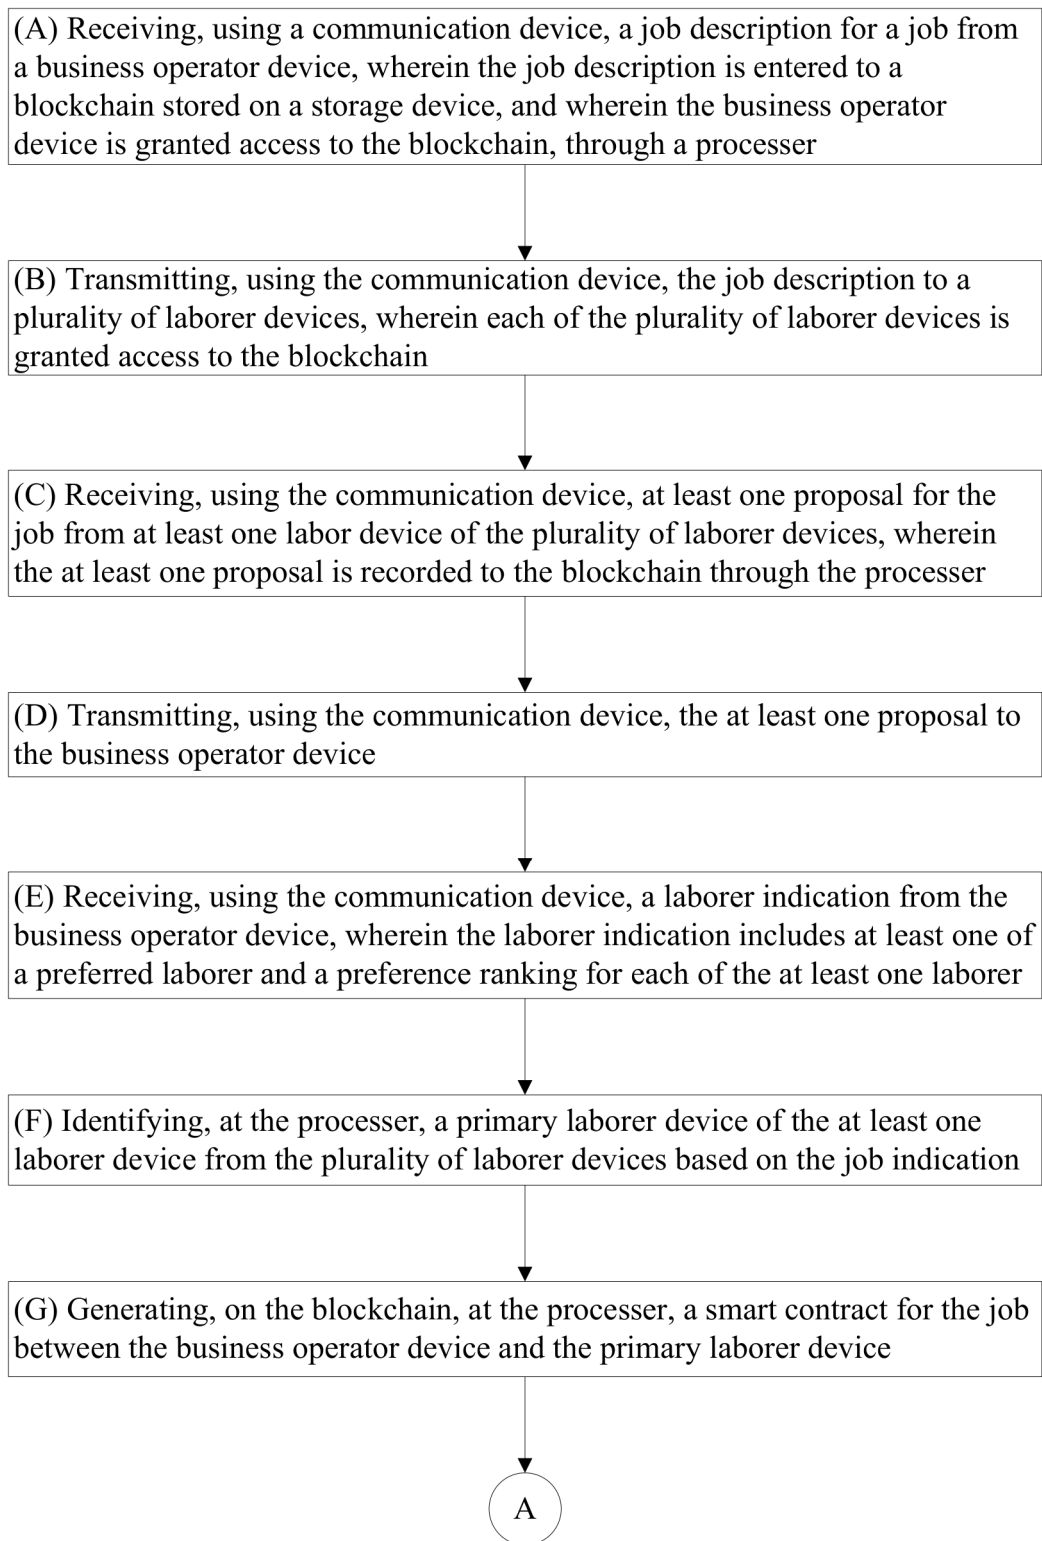 (A) Receiving, using a communication device, a job description for a job from
a business operator device, wherein the job description is entered to a
blockchain stored on a storage device, and wherein the business operator
device is granted access to the blockchain, through a processer
(B) Transmitting, using the communication device, the job description to a
plurality of laborer devices, wherein each of the plurality of laborer devices is
granted access to the blockchain
(C) Receiving, using the communication device, at least one proposal for the
job from at least one labor device of the plurality of laborer devices, wherein
the at least one proposal is recorded to the blockchain through the processer
(D) Transmitting, using the communication device, the at least one proposal to
the business operator device
(E) Receiving, using the communication device, a laborer indication from the
business operator device, wherein the laborer indication includes at least one of
a preferred laborer and a preference ranking for each of the at least one laborer
(F) Identifying, at the processer, a primary laborer device of the at least one
laborer device from the plurality of laborer devices based on the job indication
(G) Generating, on the blockchain, at the processer, a smart contract for the job
between the business operator device and the primary laborer device
A